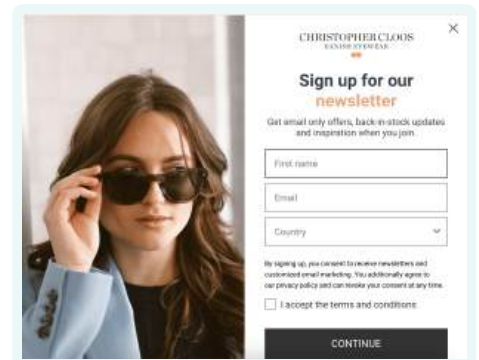 CHRISTOPHER CLOOS
DANISH EYEWEAR
Sign up for our
newsletter
Get email only offers, back-in-stock updates
and inspiration when you join.
First name
Email
Country
By signing up, you consent to receive newsletters and
customized email marketing. You additionally agree to
our privacy policy and can revoke your consent at any time.
I accept the terms and conditions
CONTINUE